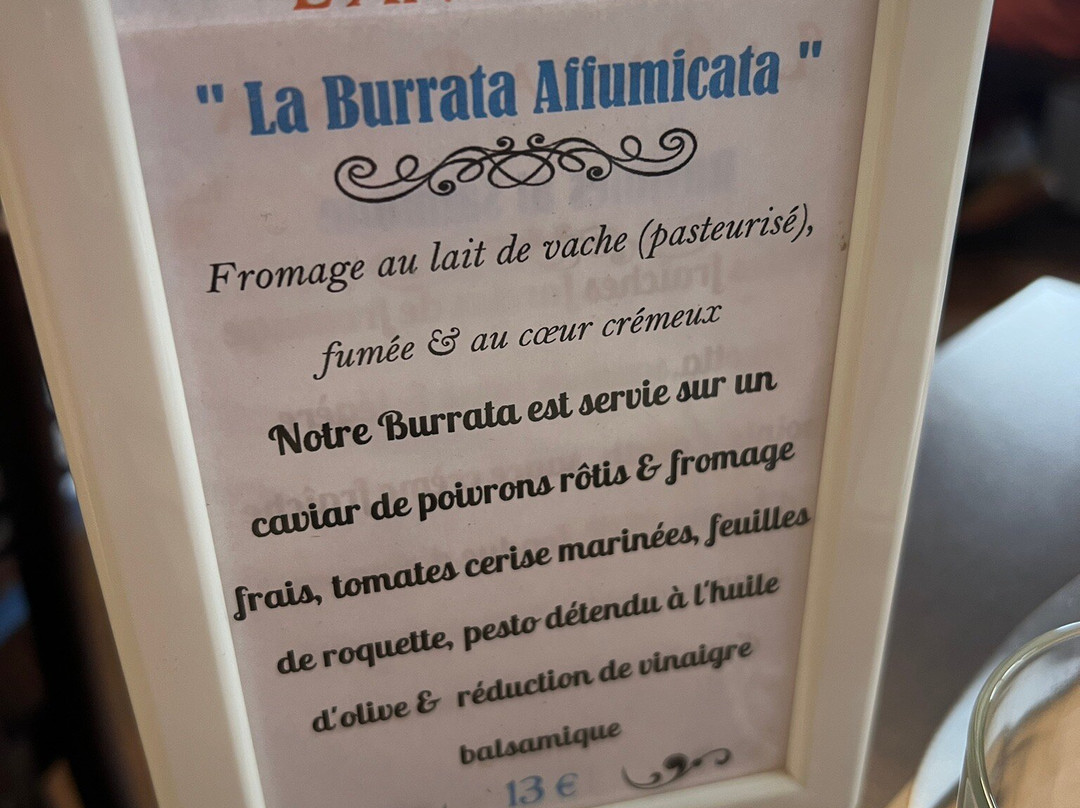 " La Burrata Affumicata "
Fromage au lait de vache (pasteurisé),
fumée & au cœur crémeux
Notre Burrata est servie sur un
caviar de poivrons rôtis & fromage
frais, tomates cerise marinées, feuilles
de roquette, pesto détendu à l'huile
d'olive & réduction de vinaigre
balsamique
13 €